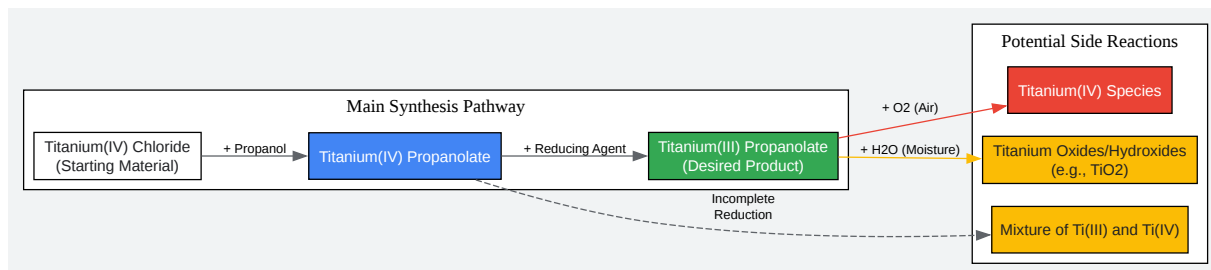 Potential Side Reactions
Titanium(IV) Species
+ O2 (Air)
Main Synthesis Pathway
Titanium(IV) Chloride
(Starting Material)
+ Propanol
Titanium(IV) Propanolate
+ Reducing Agent
Titanium(III) Propanolate
(Desired Product)
+ H2O (Moisture)
Titanium Oxides/Hydroxides
(e.g., TiO2)
Incomplete
Reduction
Mixture of Ti(III) and Ti(IV)